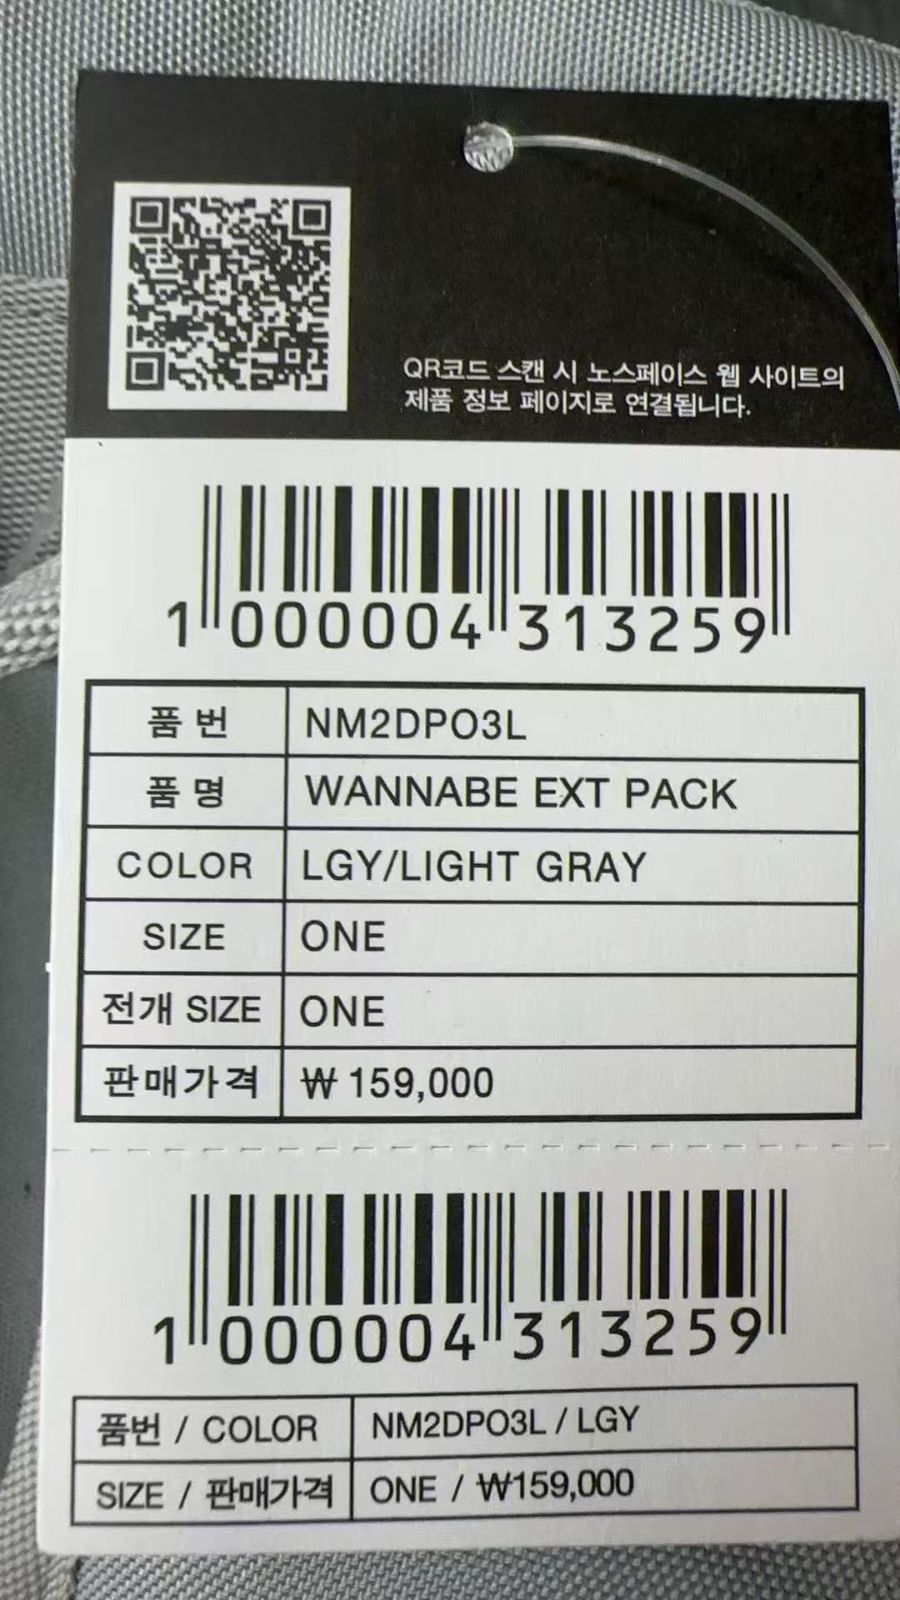 QR코드 스캔 시 노스페이스 웹 사이트의
제품 정보 페이지로 연결됩니다.
1 000004 313259
품 번 NM2DPO3L
품 명 WANNABE EXT PACK
COLOR LGY/LIGHT GRAY
SIZE ONE
전개 SIZE ONE
판매가격 ₩ 159,000
1 000004 313259
품번 / COLOR NM2DPO3L / LGY
SIZE / 판매가격 ONE / ₩159,000